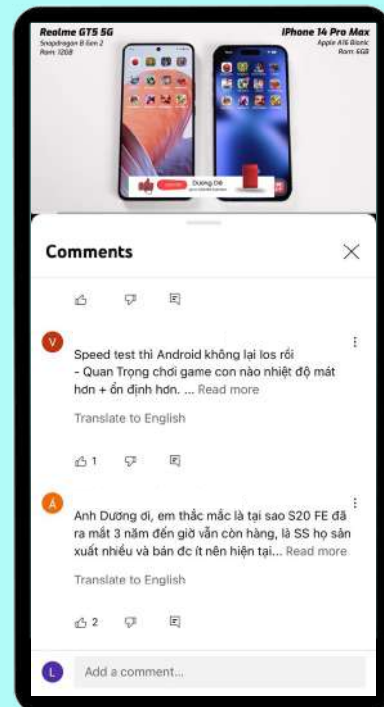 Realme GT5 5G
Snapdragon 8 Gen 2
Ram: 12GB
IPhone 14 Pro Max
Apple A16 Bionic
Ram: 6GB
Dương Dê
Comments
V
Speed test thì Android không lại Ios rồi
- Quan Trọng chơi game con nào nhiệt độ mát
hơn + ổn định hơn. ... Read more
Translate to English
1
A
Anh Dương ơi, em thắc mắc là tại sao S20 FE đã
ra mắt 3 năm đến giờ vẫn còn hàng, là SS họ sản
xuất nhiều và bán đc ít nên hiện tại... Read more
Translate to English
2
L
Add a comment...